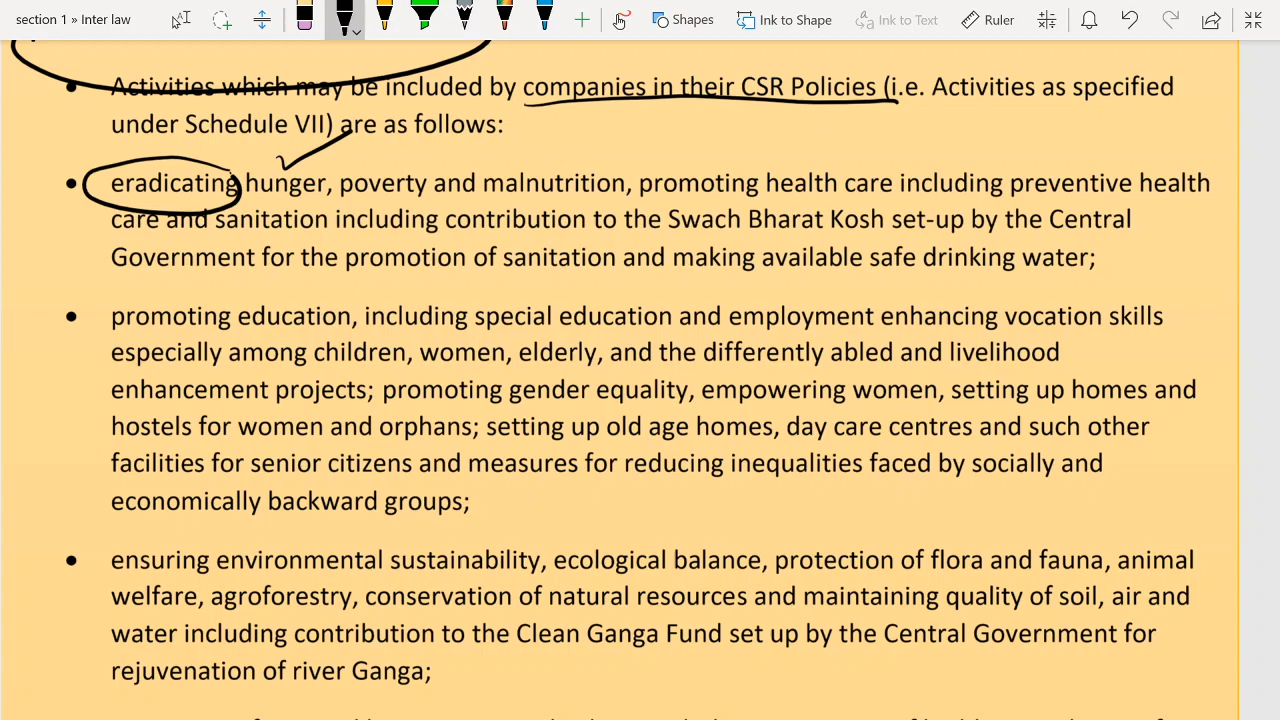 section 1 » Inter law
Shapes
Ink to Shape
Ink to Text
Ruler
• Activities which may be included by companies in their CSR Policies (i.e. Activities as specified
under Schedule VII) are as follows:
• eradicating hunger, poverty and malnutrition, promoting health care including preventive health
care and sanitation including contribution to the Swach Bharat Kosh set-up by the Central
Government for the promotion of sanitation and making available safe drinking water;
• promoting education, including special education and employment enhancing vocation skills
especially among children, women, elderly, and the differently abled and livelihood
enhancement projects; promoting gender equality, empowering women, setting up homes and
hostels for women and orphans; setting up old age homes, day care centres and such other
facilities for senior citizens and measures for reducing inequalities faced by socially and
economically backward groups;
• ensuring environmental sustainability, ecological balance, protection of flora and fauna, animal
welfare, agroforestry, conservation of natural resources and maintaining quality of soil, air and
water including contribution to the Clean Ganga Fund set up by the Central Government for
rejuvenation of river Ganga;